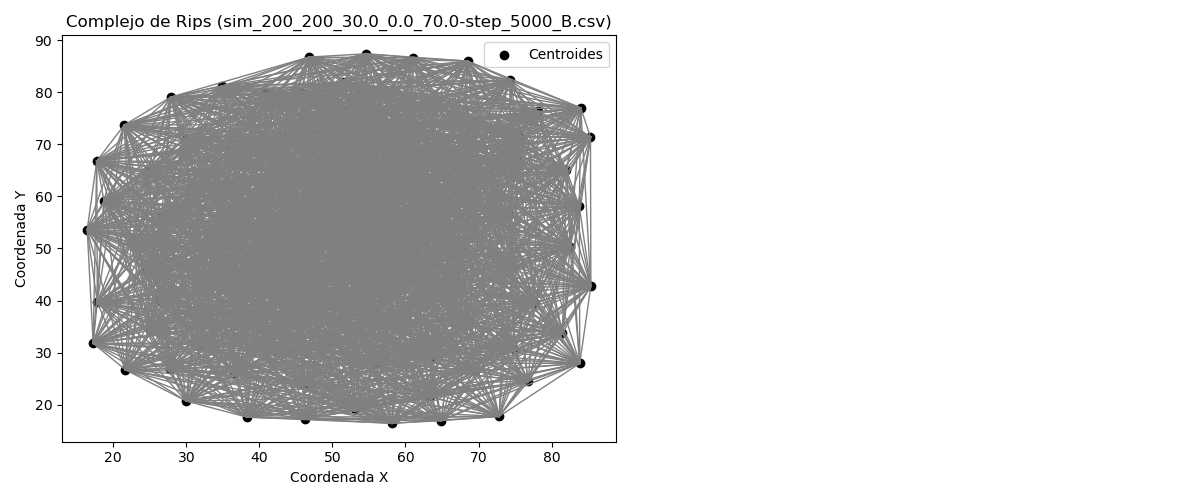 Complejo de Rips (sim_200_200_30.0_0.0_70.0-step_5000_B.csv)
Centroides
90
80
70
60
50
40
30
20
Coordenada Y
20 30 40 50 60 70 80
Coordenada X